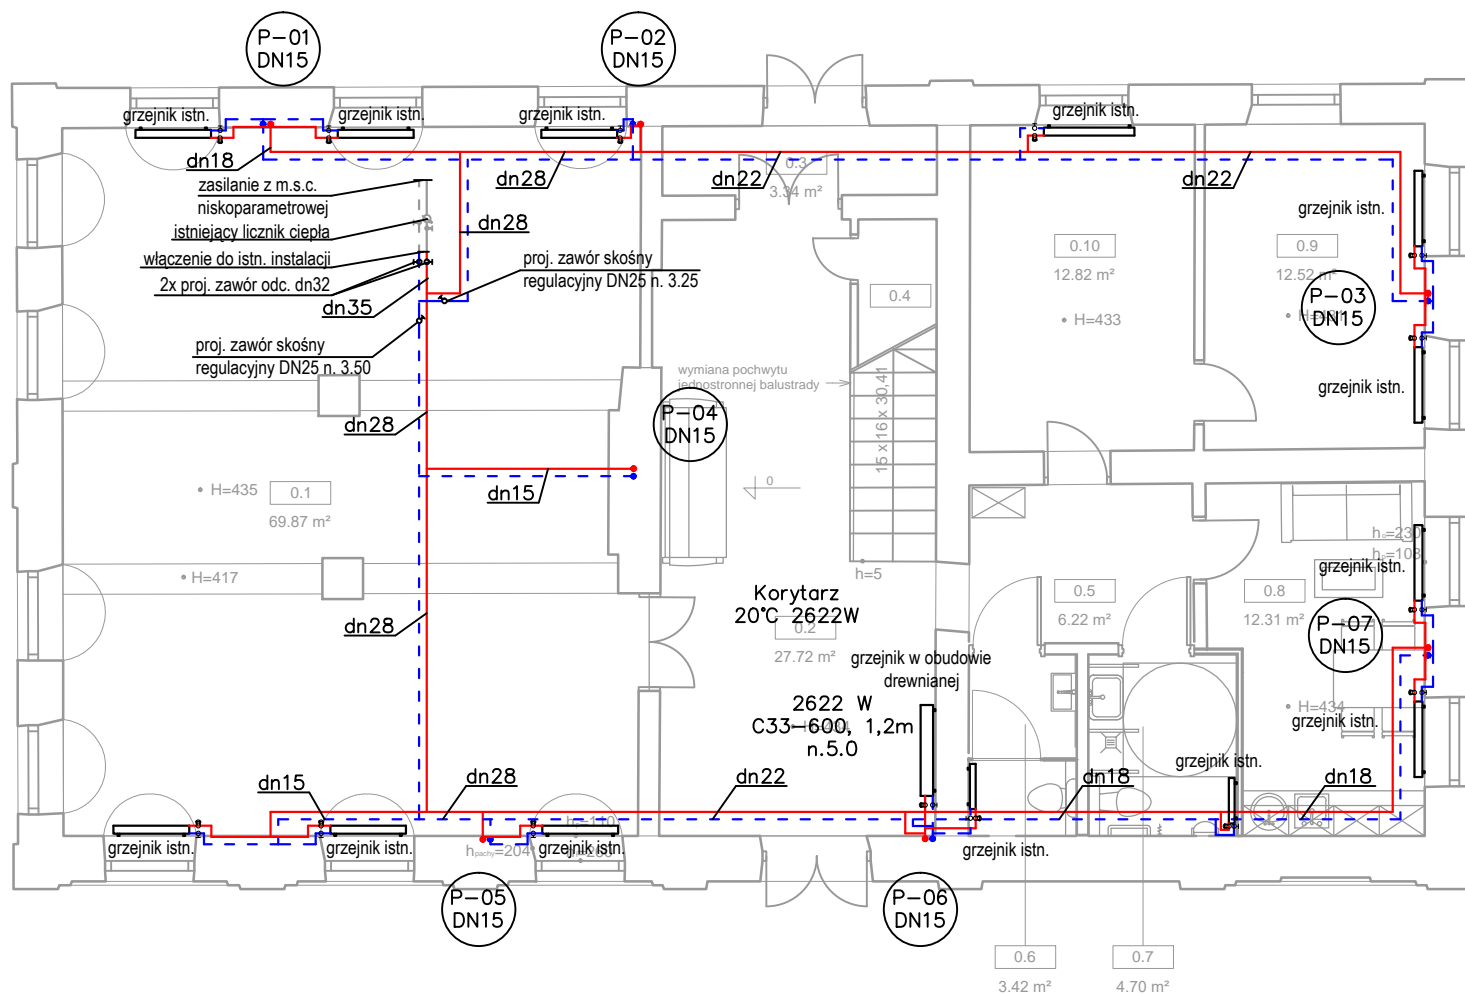 P-01
DN15
P-02
DN15
grzejnik istn.
grzejnik istn.
grzejnik istn.
grzejnik istn.
dn18
dn28
dn22
dn22
0.3
3.34 m²
zasilanie z m.s.c.
niskoparametrowej
istniejący licznik ciepła
włączenie do istn. instalacji
2x proj. zawór odc. dn32
dn35
dn28
proj. zawór skośny
regulacyjny DN25 n. 3.25
proj. zawór skośny
regulacyjny DN25 n. 3.50
grzejnik istn.
0.10
12.82 m²
H=433
0.9
12.52 m²
P-03
DN15
0.4
wymiana pochwytu
jednostronnej balustrady
15 x 16 x 30,41
grzejnik istn.
P-04
DN15
dn28
dn15
0
H=435
0.1
69.87 m²
H=417
h=5
dn28
Korytarz
20°C 2622W
0.2
27.72 m²
grzejnik w obudowie
drewnianej
2622 W
C33-600, 1,2m
n.5.0
0.5
6.22 m²
0.8
12.31 m²
grzejnik istn.
P-07
DN15
H=434
grzejnik istn.
grzejnik istn.
dn15
dn28
dn22
dn18
dn18
grzejnik istn.
grzejnik istn.
grzejnik istn.
grzejnik istn.
P-05
DN15
P-06
DN15
0.6
3.42 m²
0.7
4.70 m²